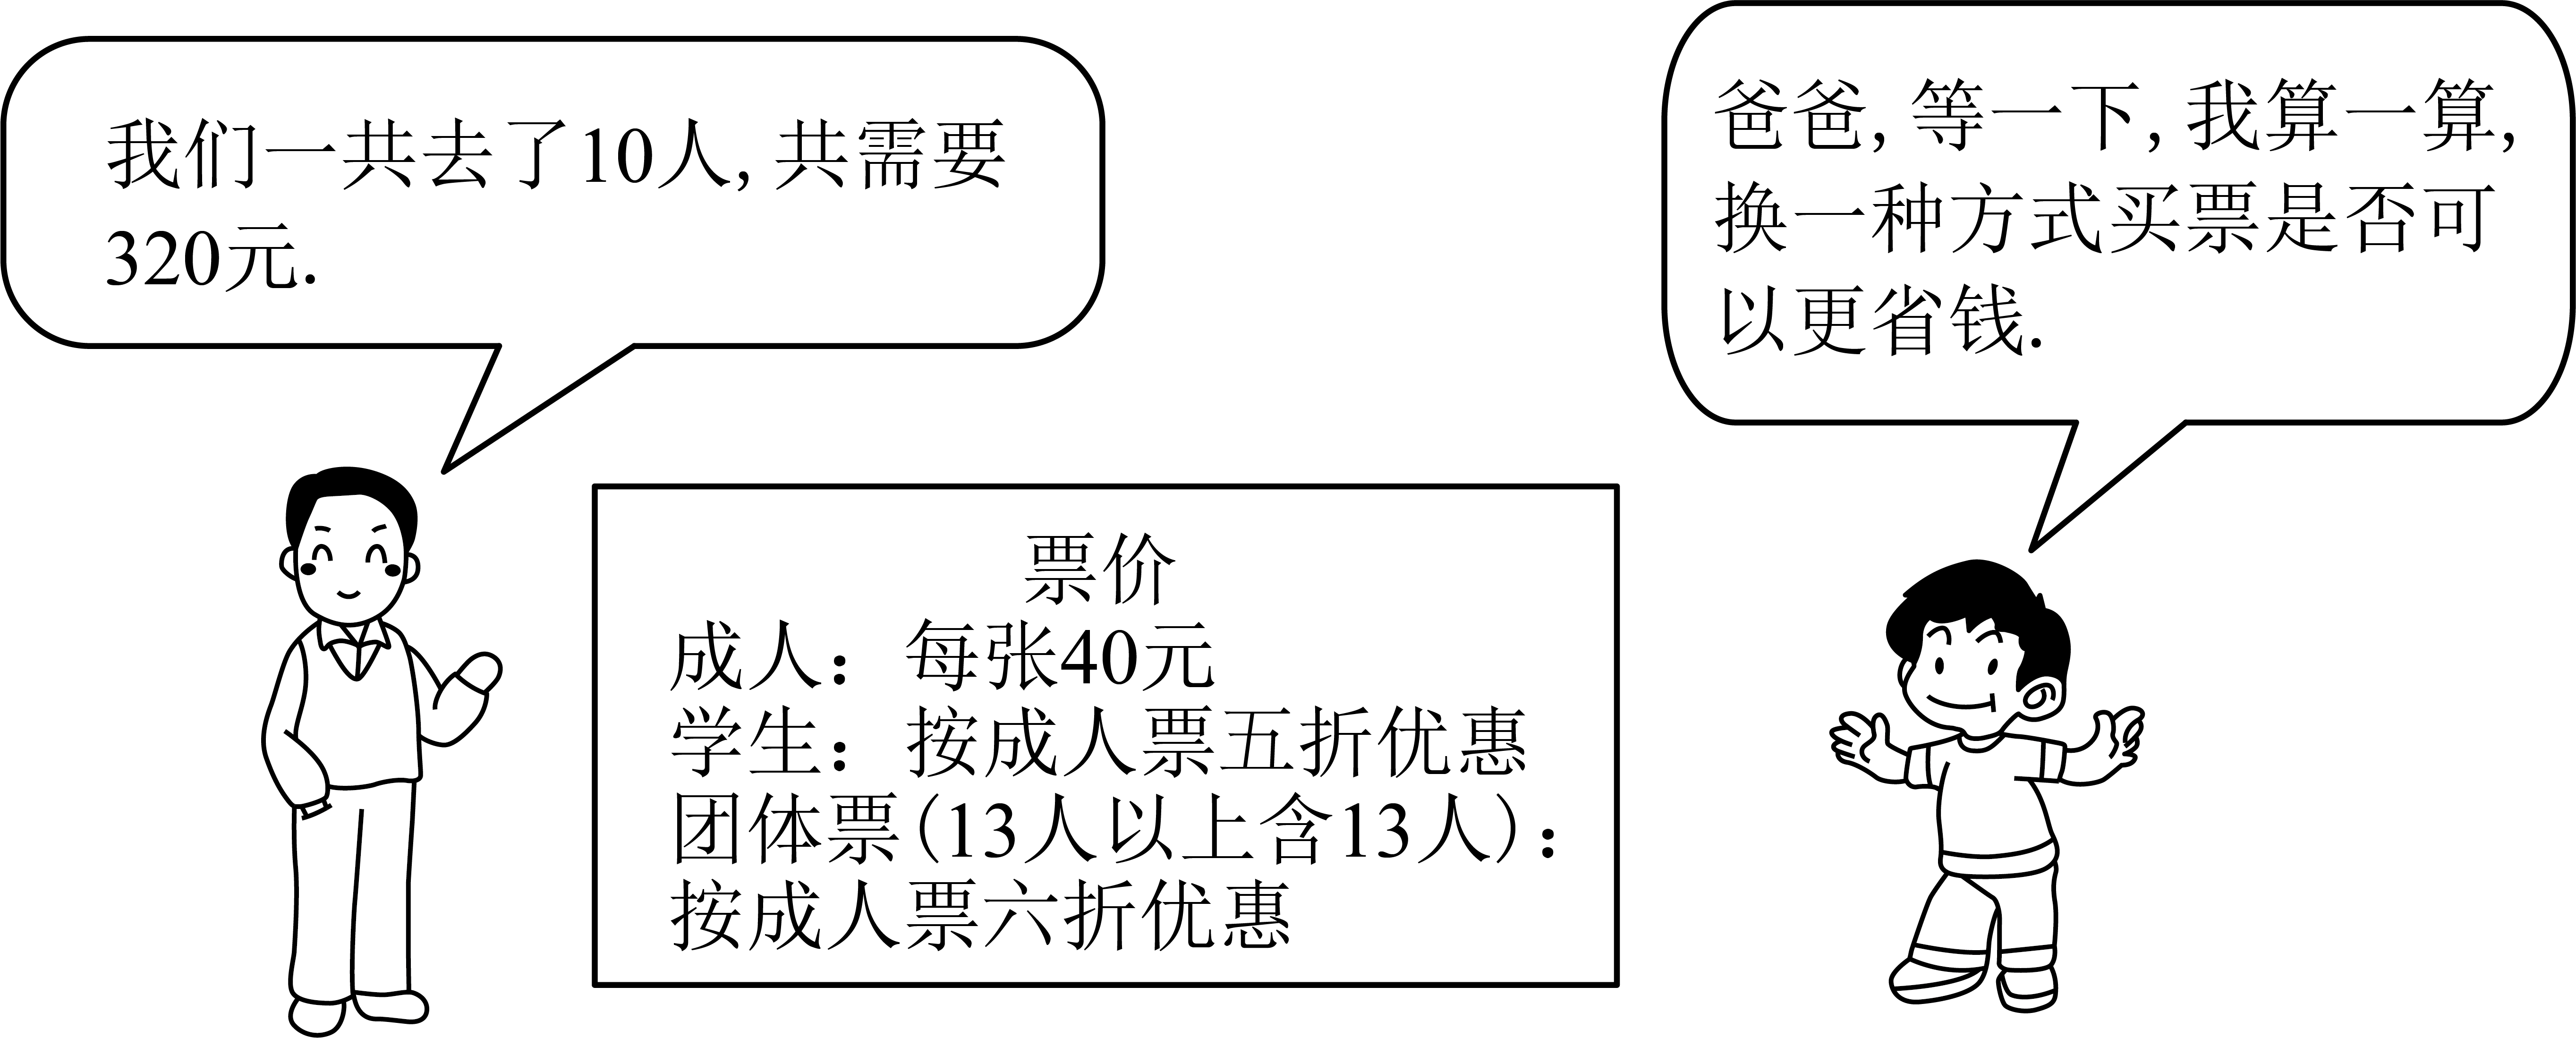 我们一共去了10人,共需要
320元.
爸爸,等一下,我算一算,
换一种方式买票是否可
以更省钱.
票价
成人：每张40元
学生：按成人票五折优惠
团体票(13人以上含13人)：
按成人票六折优惠